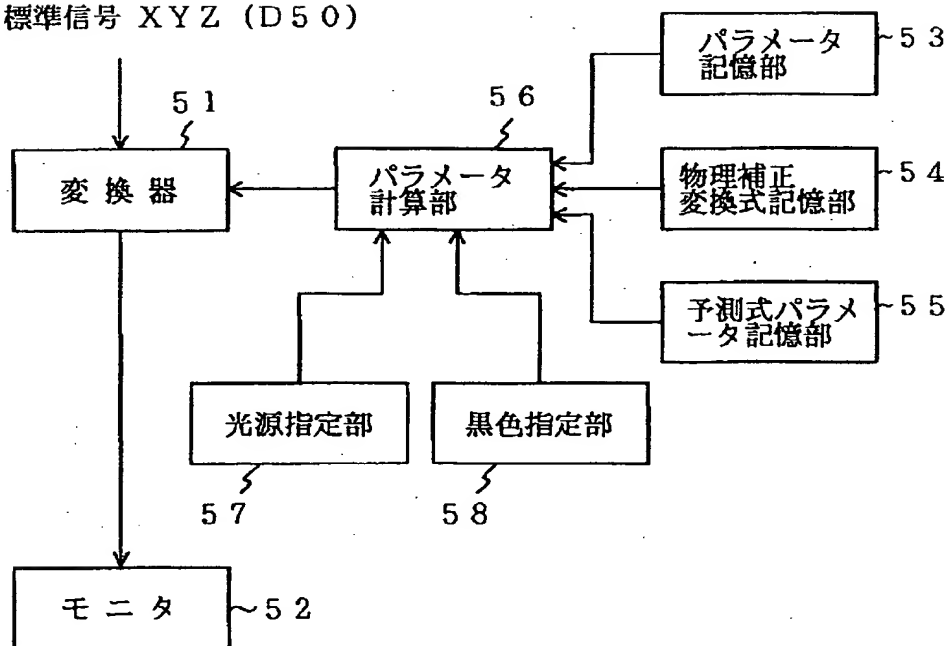 標準信号 XYZ (D50)
パラメータ
記憶部
~53
51
56
変換器
パラメータ
計算部
物理補正
変換式記憶部
~54
予測式パラメ
ータ記憶部
~55
光源指定部
黒色指定部
57
58
モニタ
~52